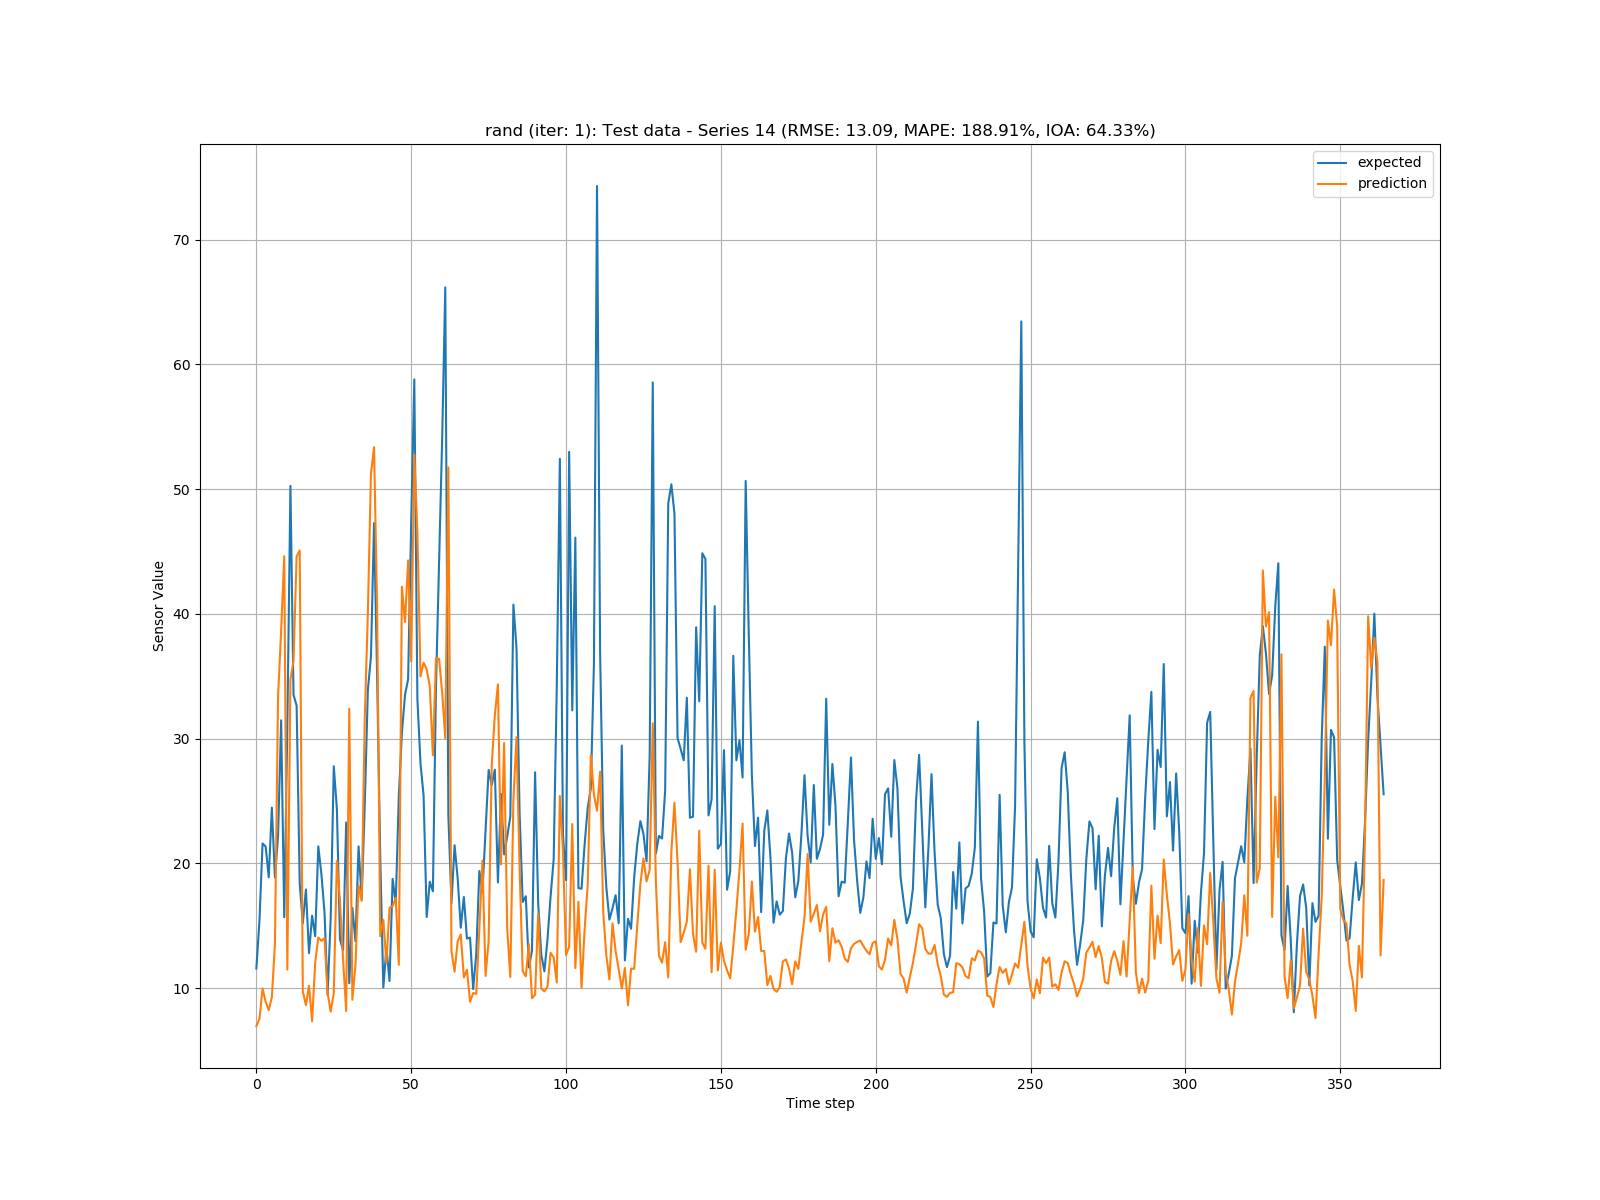 rand (iter: 1): Test data - Series 14 (RMSE: 13.09, MAPE: 188.91%, IOA: 64.33%)
expected
prediction
70
60
50
40
30
20
10
Sensor Value
0 50 100 150 200 250 300 350
Time step